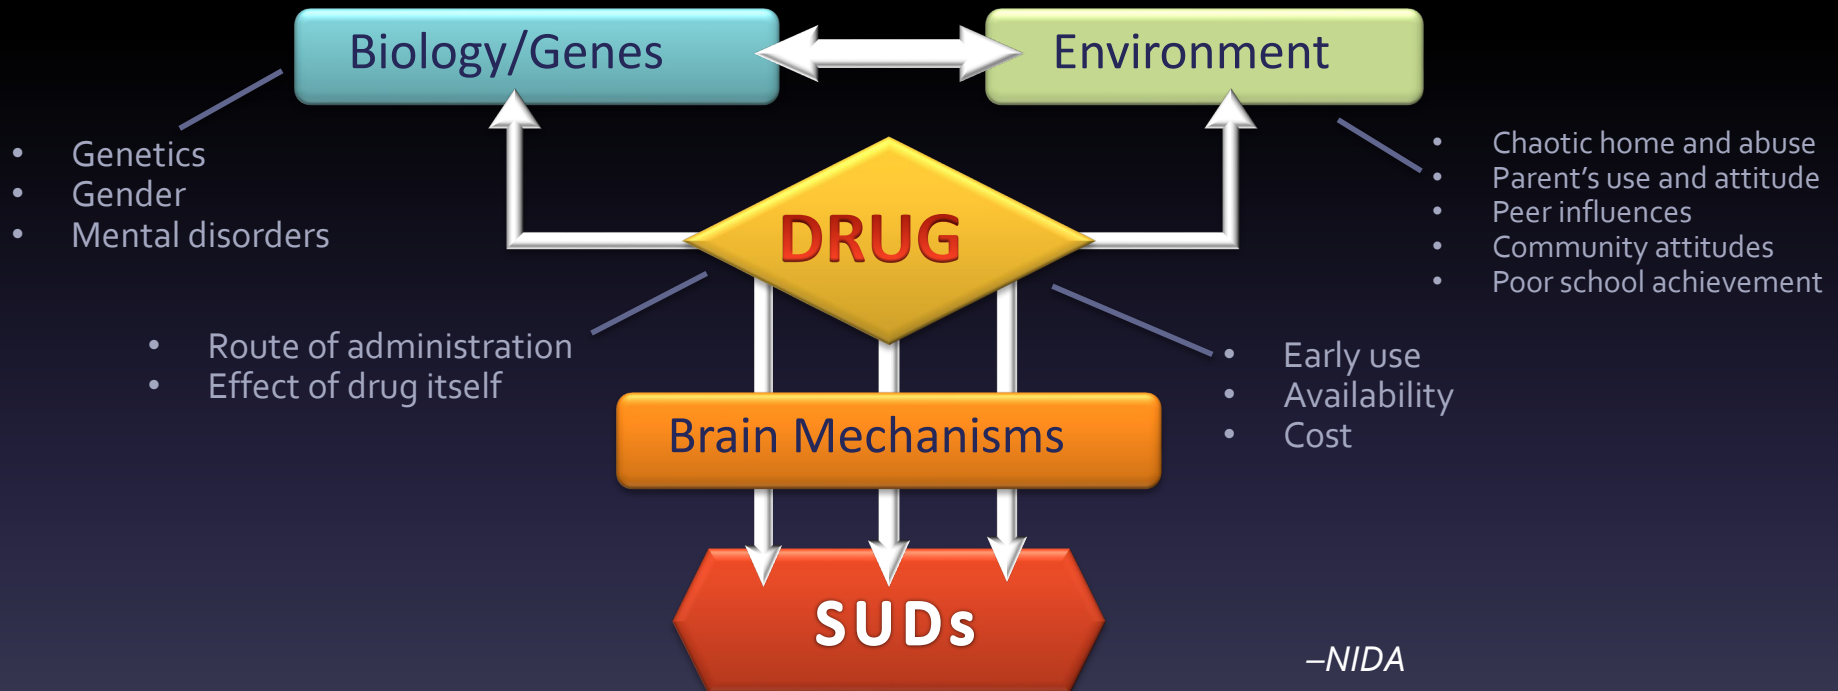 Biology/Genes
Environment
• Genetics
• Gender
• Mental disorders
• Chaotic home and abuse
• Parent’s use and attitude
• Peer influences
• Community attitudes
• Poor school achievement
DRUG
• Route of administration
• Effect of drug itself
• Early use
• Availability
• Cost
Brain Mechanisms
SUDs
–NIDA